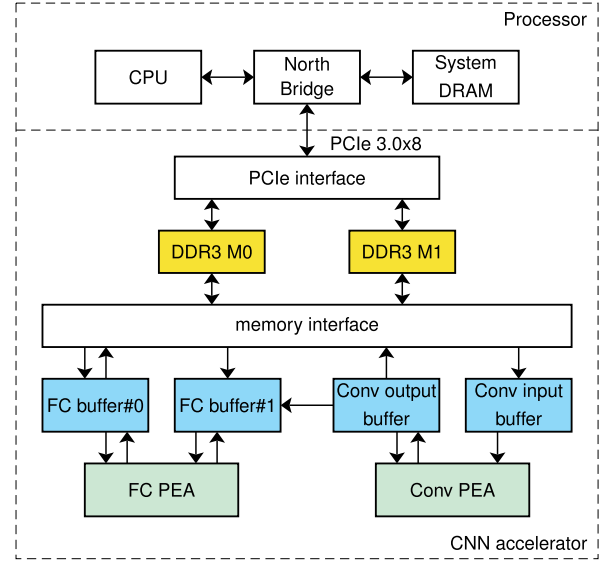 Processor
CPU
North
Bridge
System
DRAM
PCIe 3.0x8
PCIe interface
DDR3 M0
DDR3 M1
memory interface
FC buffer#0
FC buffer#1
Conv output
buffer
Conv input
buffer
FC PEA
Conv PEA
CNN accelerator